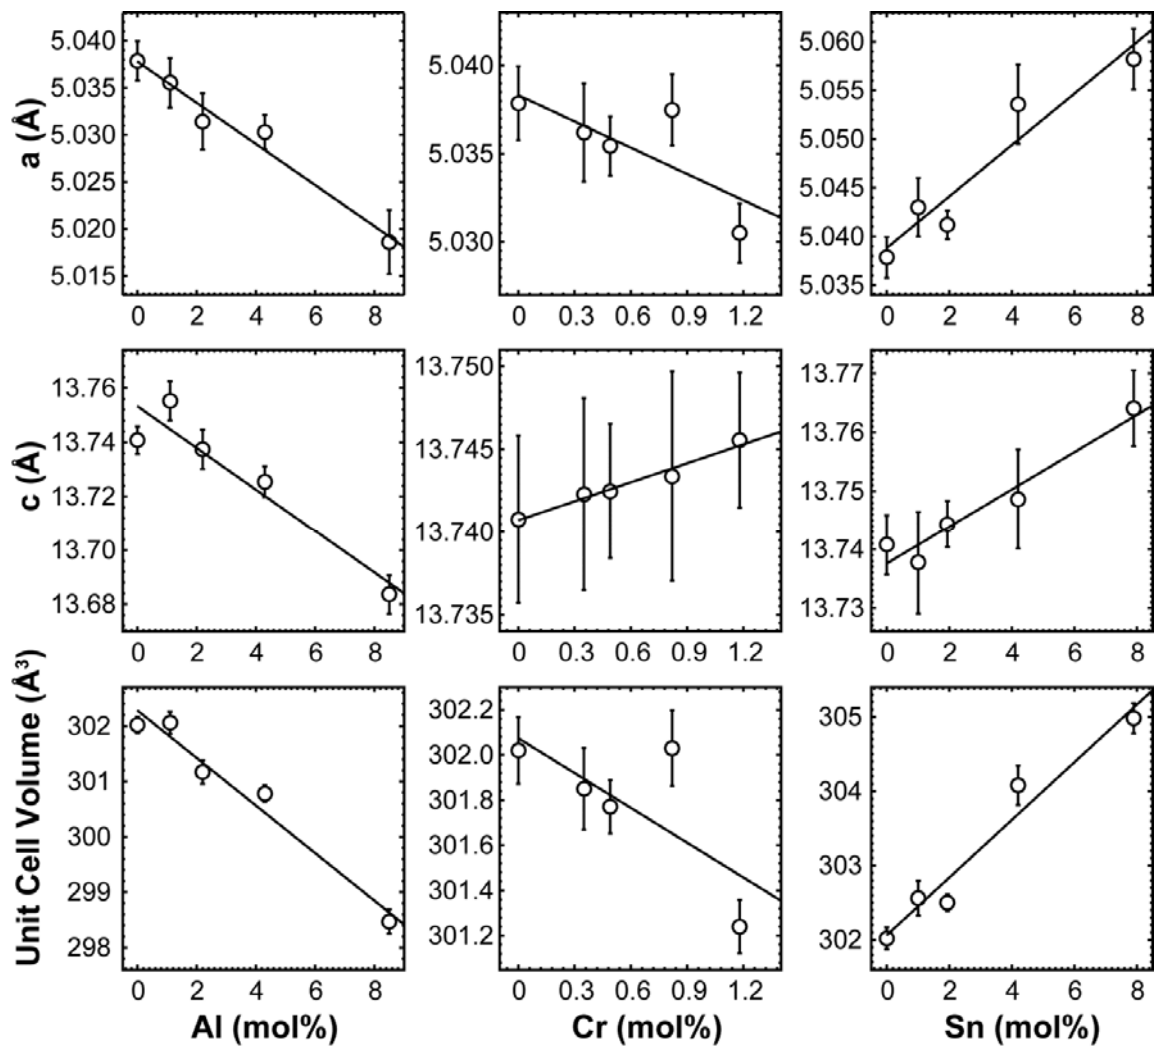 a (Å)
5.040
5.035
5.030
5.025
5.020
5.015
0 2 4 6 8
5.040
5.035
5.030
0 0.3 0.6 0.9 1.2
5.060
5.055
5.050
5.045
5.040
5.035
0 2 4 6 8
c (Å)
13.76
13.74
13.72
13.70
13.68
0 2 4 6 8
13.750
13.745
13.740
13.735
0 0.3 0.6 0.9 1.2
13.77
13.76
13.75
13.74
13.73
0 2 4 6 8
Unit Cell Volume (Å³)
302
301
300
299
298
0 2 4 6 8
Al (mol%)
302.2
302.0
301.8
301.6
301.4
301.2
0 0.3 0.6 0.9 1.2
Cr (mol%)
305
304
303
302
0 2 4 6 8
Sn (mol%)